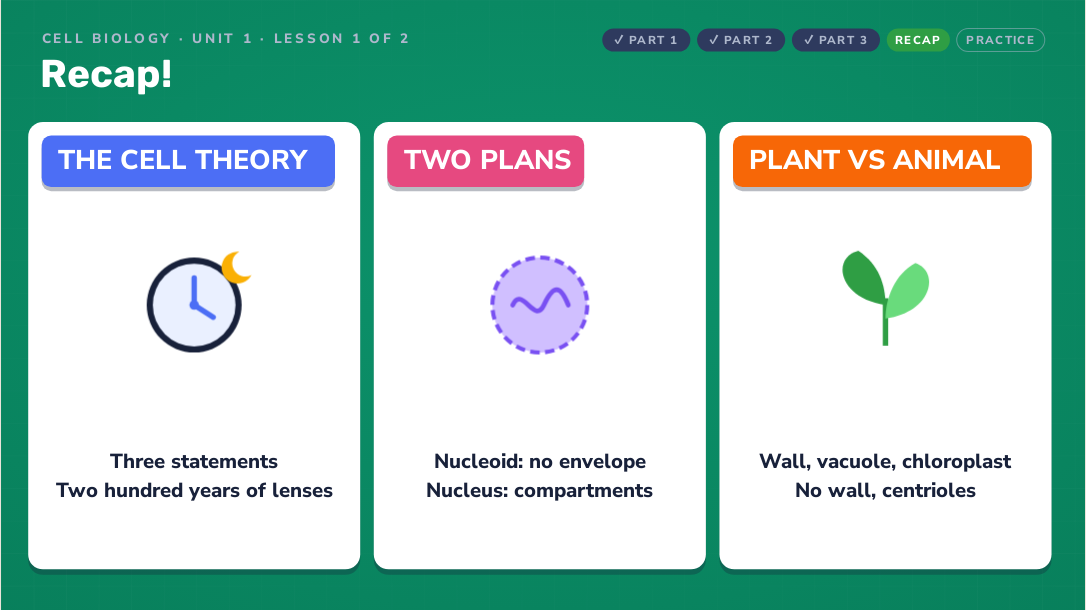 CELL BIOLOGY · UNIT 1 · LESSON 1 OF 2
✓ PART 1
✓ PART 2
✓ PART 3
RECAP
PRACTICE
Recap!
THE CELL THEORY
Three statements
Two hundred years of lenses
TWO PLANS
Nucleoid: no envelope
Nucleus: compartments
PLANT VS ANIMAL
Wall, vacuole, chloroplast
No wall, centrioles